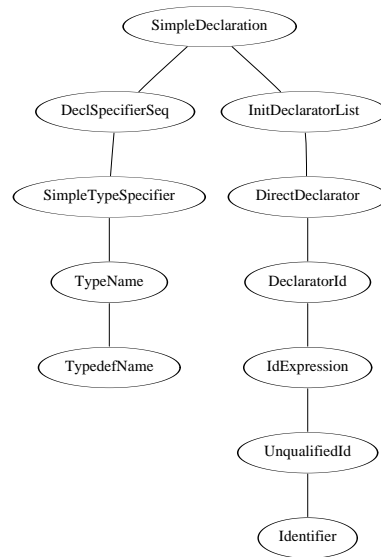 SimpleDeclaration
DeclSpecifierSeq
InitDeclaratorList
SimpleTypeSpecifier
DirectDeclarator
TypeName
DeclaratorId
TypedefName
IdExpression
UnqualifiedId
Identifier